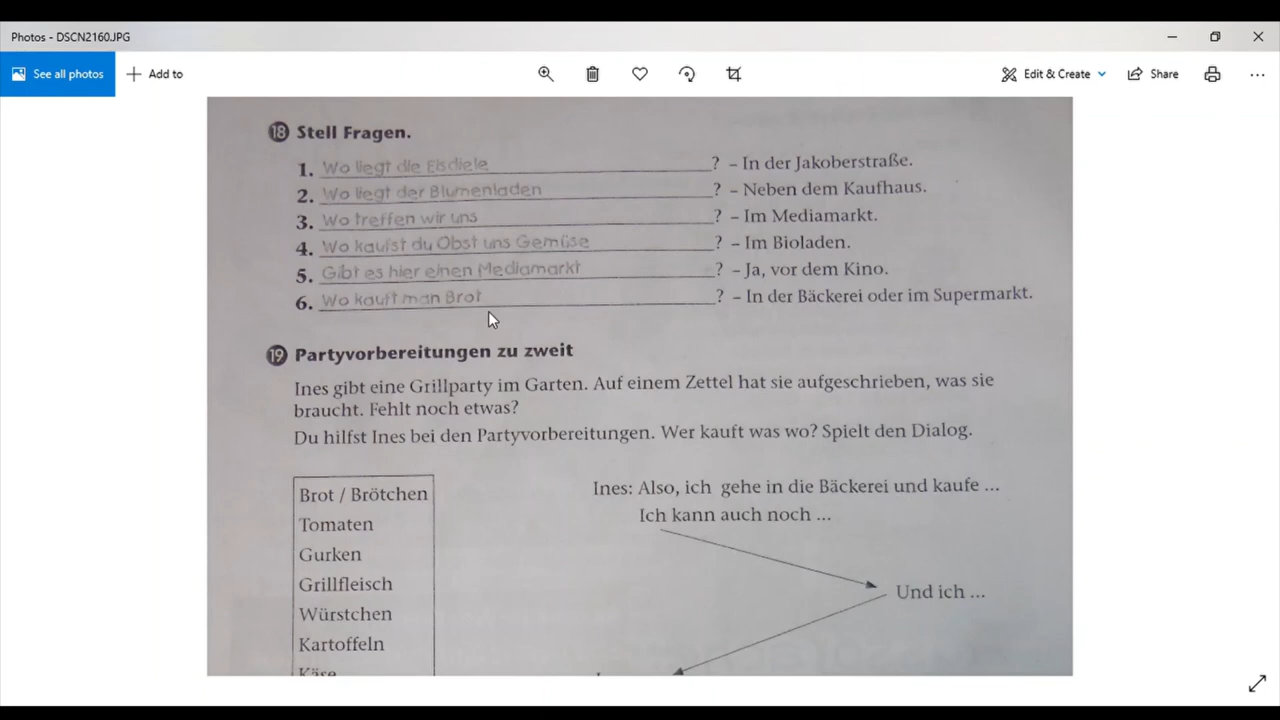 Photos - DSCN2160.JPG
See all photos
Add to
Edit & Create
Share
18 Stell Fragen.
1. Wo liegt die Eisdiele ? – In der Jakoberstraße.
2. Wo liegt der Blumenladen ? – Neben dem Kaufhaus.
3. Wo treffen wir uns ? – Im Mediamarkt.
4. Wo kaufst du Obst uns Gemüse ? – Im Bioladen.
5. Gibt es hier einen Mediamarkt ? – Ja, vor dem Kino.
6. Wo kauft man Brot ? – In der Bäckerei oder im Supermarkt.
19 Partyvorbereitungen zu zweit
Ines gibt eine Grillparty im Garten. Auf einem Zettel hat sie aufgeschrieben, was sie
braucht. Fehlt noch etwas?
Du hilfst Ines bei den Partyvorbereitungen. Wer kauft was wo? Spielt den Dialog.
Brot / Brötchen
Tomaten
Gurken
Grillfleisch
Würstchen
Kartoffeln
Käse
Ines: Also, ich gehe in die Bäckerei und kaufe ...
Ich kann auch noch ...
Und ich ...